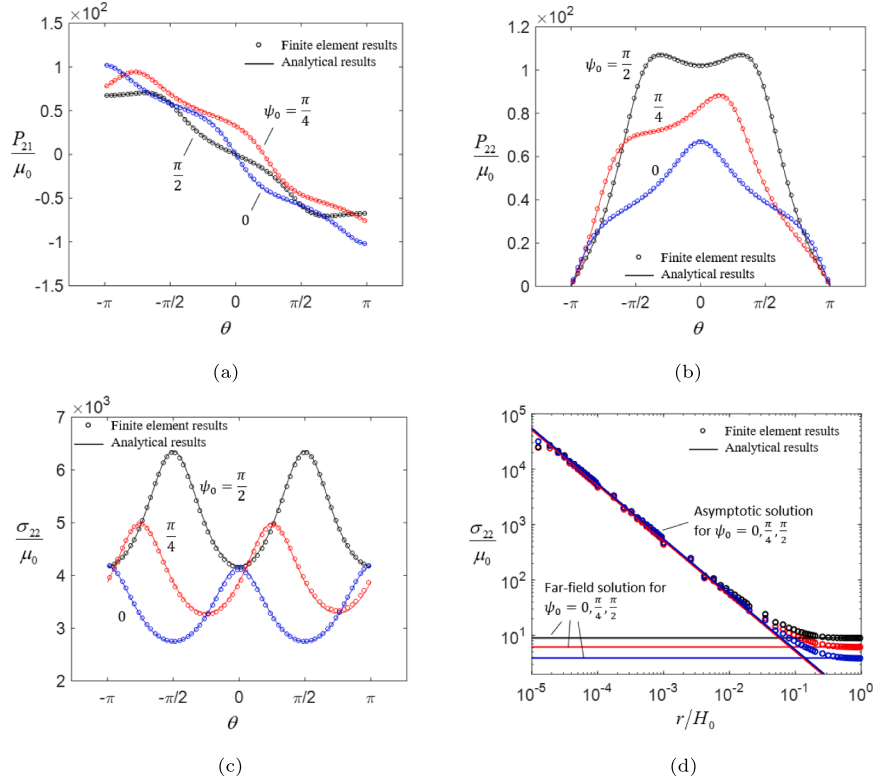 ×10²
1.5
1.0
0.5
0
-0.5
-1.0
1.5
P₂₁/μ₀
-π -π/2 0 π/2 π
θ
Finite element results
Analytical results
ψ₀ = π/4
π/2
0
(a)
×10²
1.2
1.0
0.8
0.6
0.4
0.2
0
P₂₂/μ₀
-π -π/2 0 π/2 π
θ
ψ₀ = π/2
π/4
0
Finite element results
Analytical results
(b)
×10³
7
6
5
4
3
2
σ₂₂/μ₀
-π -π/2 0 π/2 π
θ
Finite element results
Analytical results
ψ₀ = π/2
π/4
0
(c)
10⁵
10⁴
10³
10²
10¹
σ₂₂/μ₀
10⁻⁵ 10⁻⁴ 10⁻³ 10⁻² 10⁻¹ 10⁰
r/H₀
Finite element results
Analytical results
Asymptotic solution
for ψ₀ = 0, π/4, π/2
Far-field solution for
ψ₀ = 0, π/4, π/2
(d)